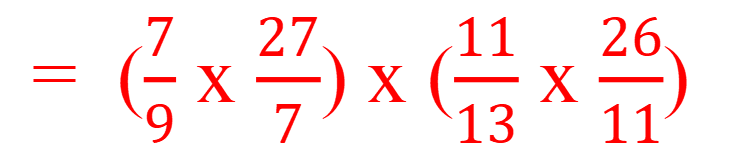 = (7/9 x 27/7) x (11/13 x 26/11)